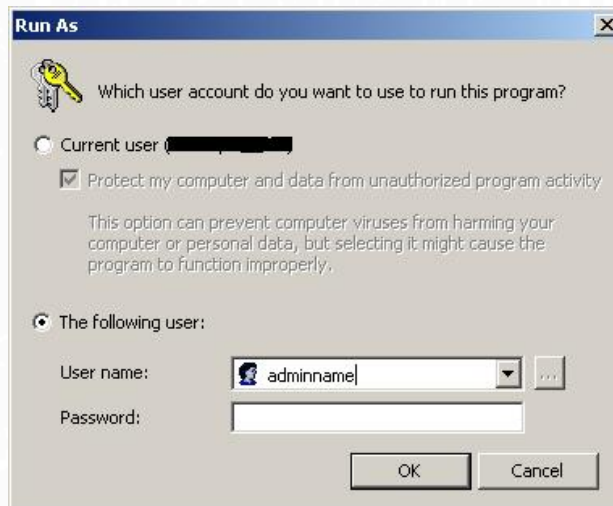 Run As
Which user account do you want to use to run this program?
Current user (
Protect my computer and data from unauthorized program activity
This option can prevent computer viruses from harming your
computer or personal data, but selecting it might cause the
program to function improperly.
The following user:
User name: adminname ...
Password:
OK Cancel